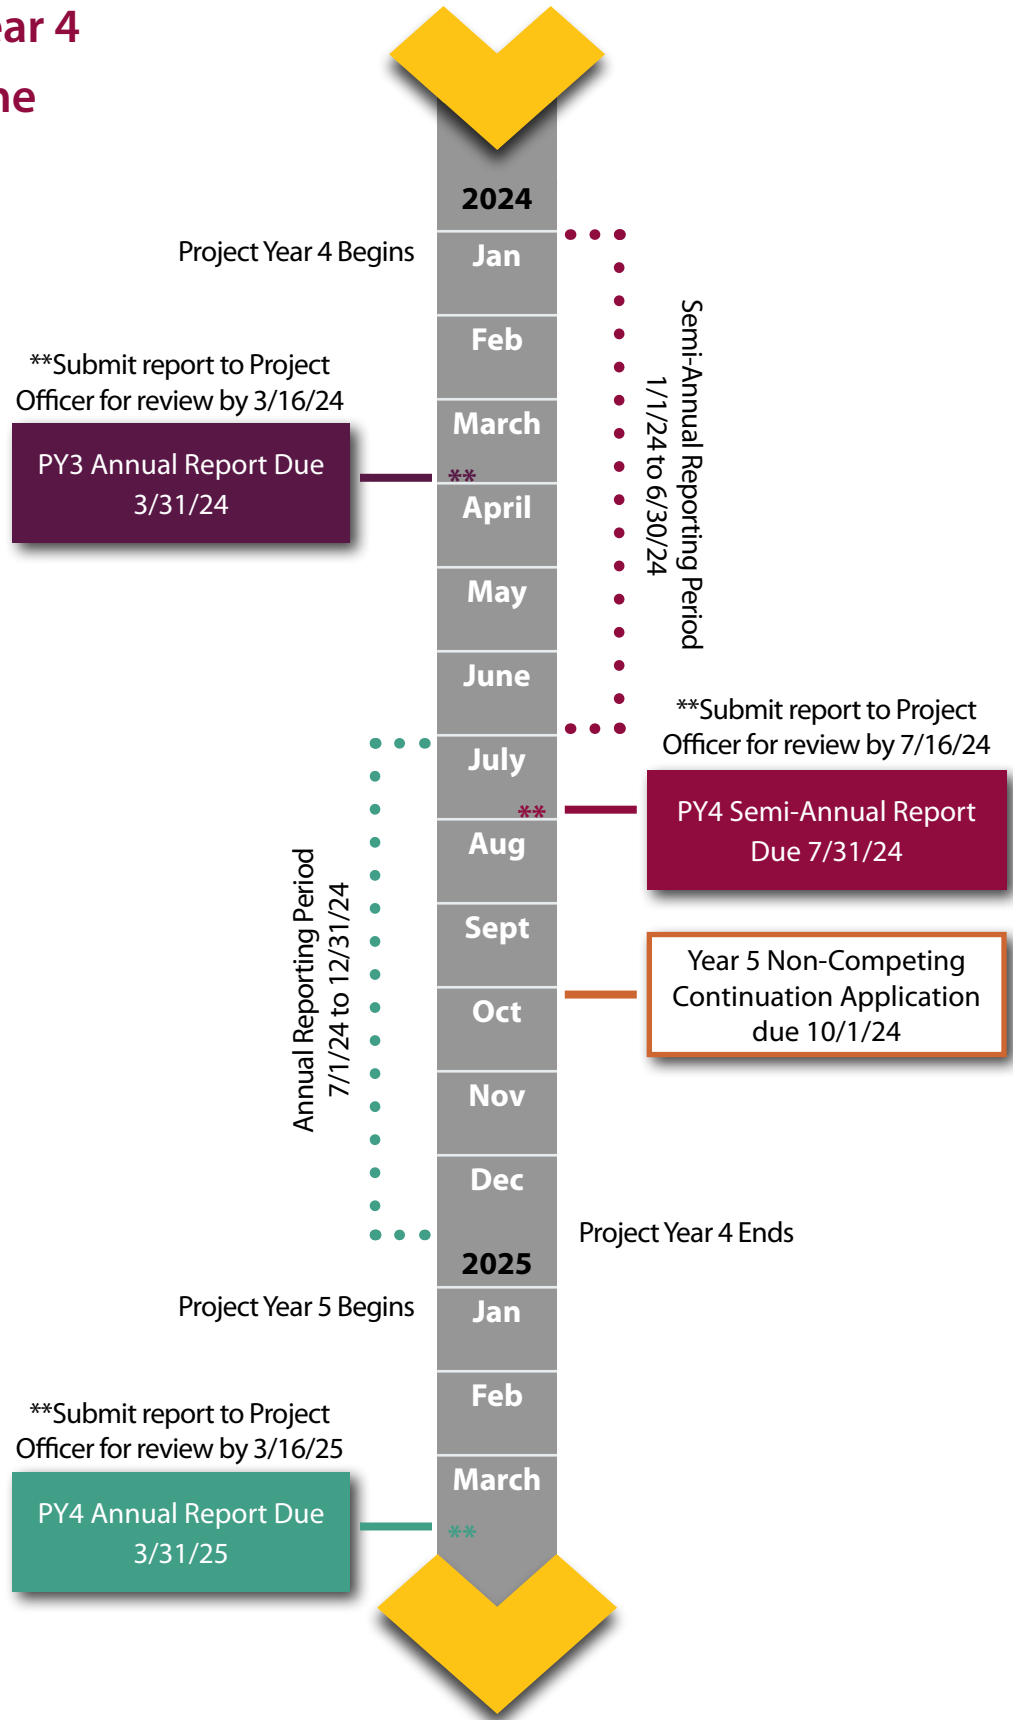 ear 4
ne
2024
Project Year 4 Begins
Jan
Feb
**Submit report to Project
Officer for review by 3/16/24
March
PY3 Annual Report Due
3/31/24
**
April
May
June
Semi-Annual Reporting Period
1/1/24 to 6/30/24
**Submit report to Project
Officer for review by 7/16/24
July
**
PY4 Semi-Annual Report
Due 7/31/24
Aug
Annual Reporting Period
7/1/24 to 12/31/24
Sept
Year 5 Non-Competing
Continuation Application
due 10/1/24
Oct
Nov
Dec
Project Year 4 Ends
2025
Project Year 5 Begins
Jan
Feb
**Submit report to Project
Officer for review by 3/16/25
March
PY4 Annual Report Due
3/31/25
**